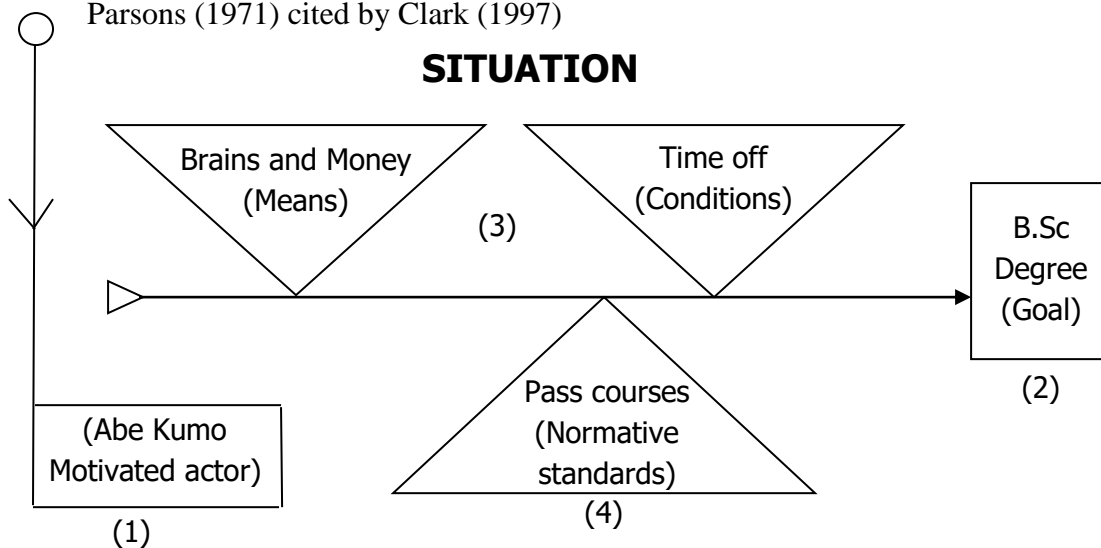 Parsons (1971) cited by Clark (1997)
SITUATION
Brains and Money
(Means)
Time off
(Conditions)
(3)
B.Sc
Degree
(Goal)
(2)
Pass courses
(Normative
standards)
(4)
(Abe Kumo
Motivated actor)
(1)